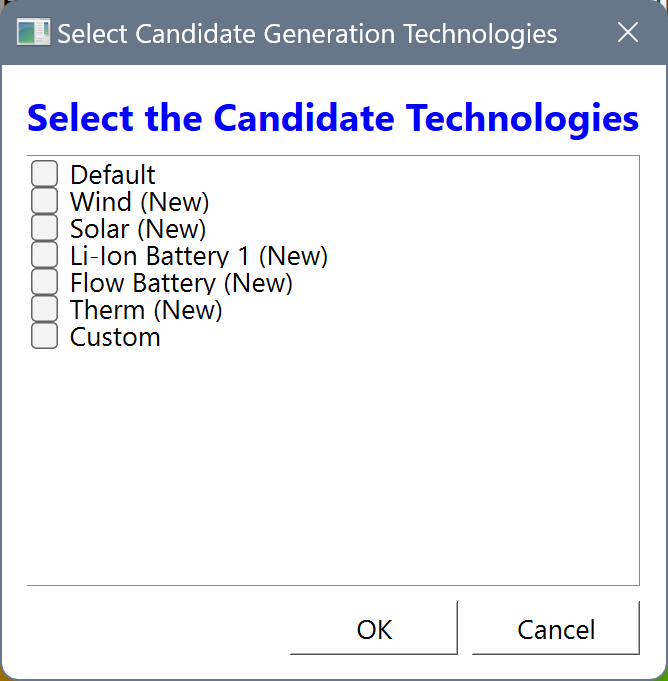 Select Candidate Generation Technologies
Select the Candidate Technologies
Default
Wind (New)
Solar (New)
Li-Ion Battery 1 (New)
Flow Battery (New)
Therm (New)
Custom
OK
Cancel